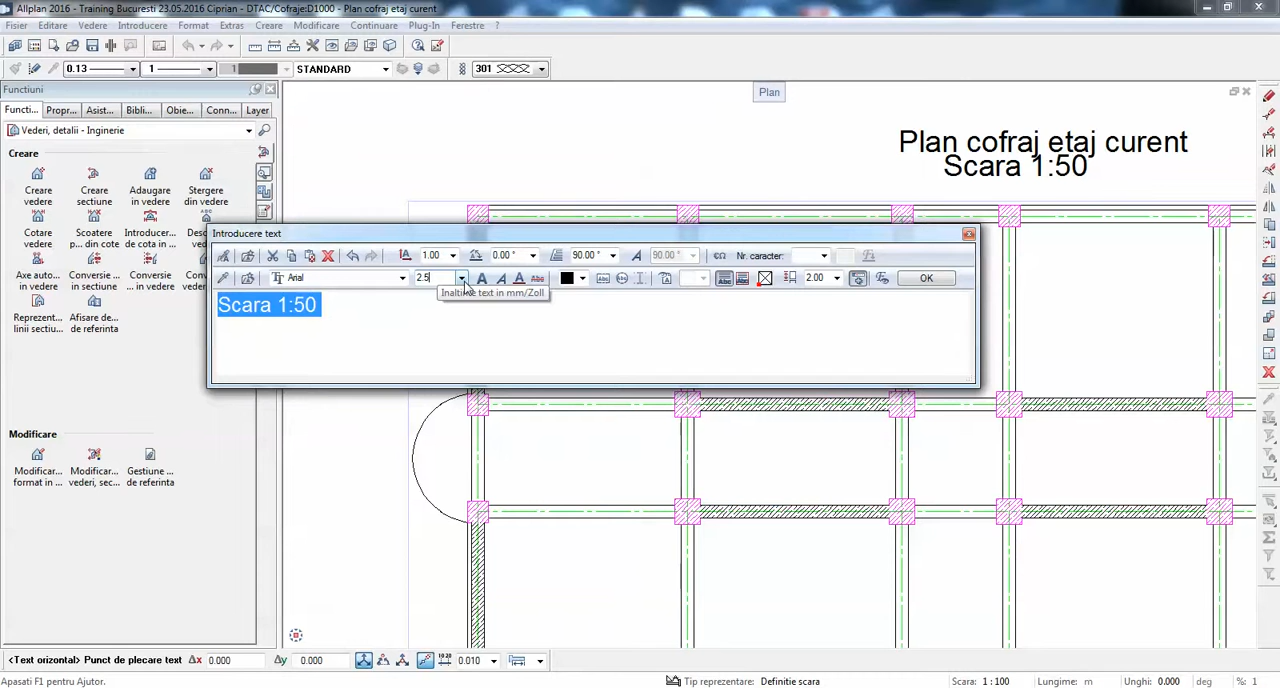 Allplan 2016 - Training Bucuresti 23.05.2016 Ciprian - DTAC/Cofraje:D1000 - Plan cofraj etaj curent
Fisier Editare Vedere Introducere Format Extras Creare Modificare Continuare Plug-In Ferestre ?
0.13 1 1 STANDARD 301
Functiuni
Plan
Functi... Propr... Asist... Bibli... Obie... Conn... Layer
Vederi, detalii - Inginerie
Plan cofraj etaj curent
Scara 1:50
Creare
Creare vedere
Creare sectiune
Adaugare in vedere
Stergere din vedere
Cotare vedere
Scoatere p... din cote
Introducer... de cota in ...
Desces...
Axe auto... in vedere
Conversie ... in sectiune
Conversie ... in vedere
Reprezent... linii sectiu...
Afisare de... de referinta
Introducere text
1.00 0.00 ° 90.00 ° 90.00 ° Nr. caracter:
Arial 2.5 2.00 OK
Inaltime text in mm/Zoll
Scara 1:50
Modificare
Modificar... format in ...
Modificar... vederi, sec...
Gestiune ... de referinta
<Text orizontal> Punct de plecare text Δx 0.000 Δy 0.000 0.010
Apasati F1 pentru Ajutor. Tip reprezentare: Definitie scara Scara: 1 : 100 Lungime: m Unghi: 0.000 deg %: 1